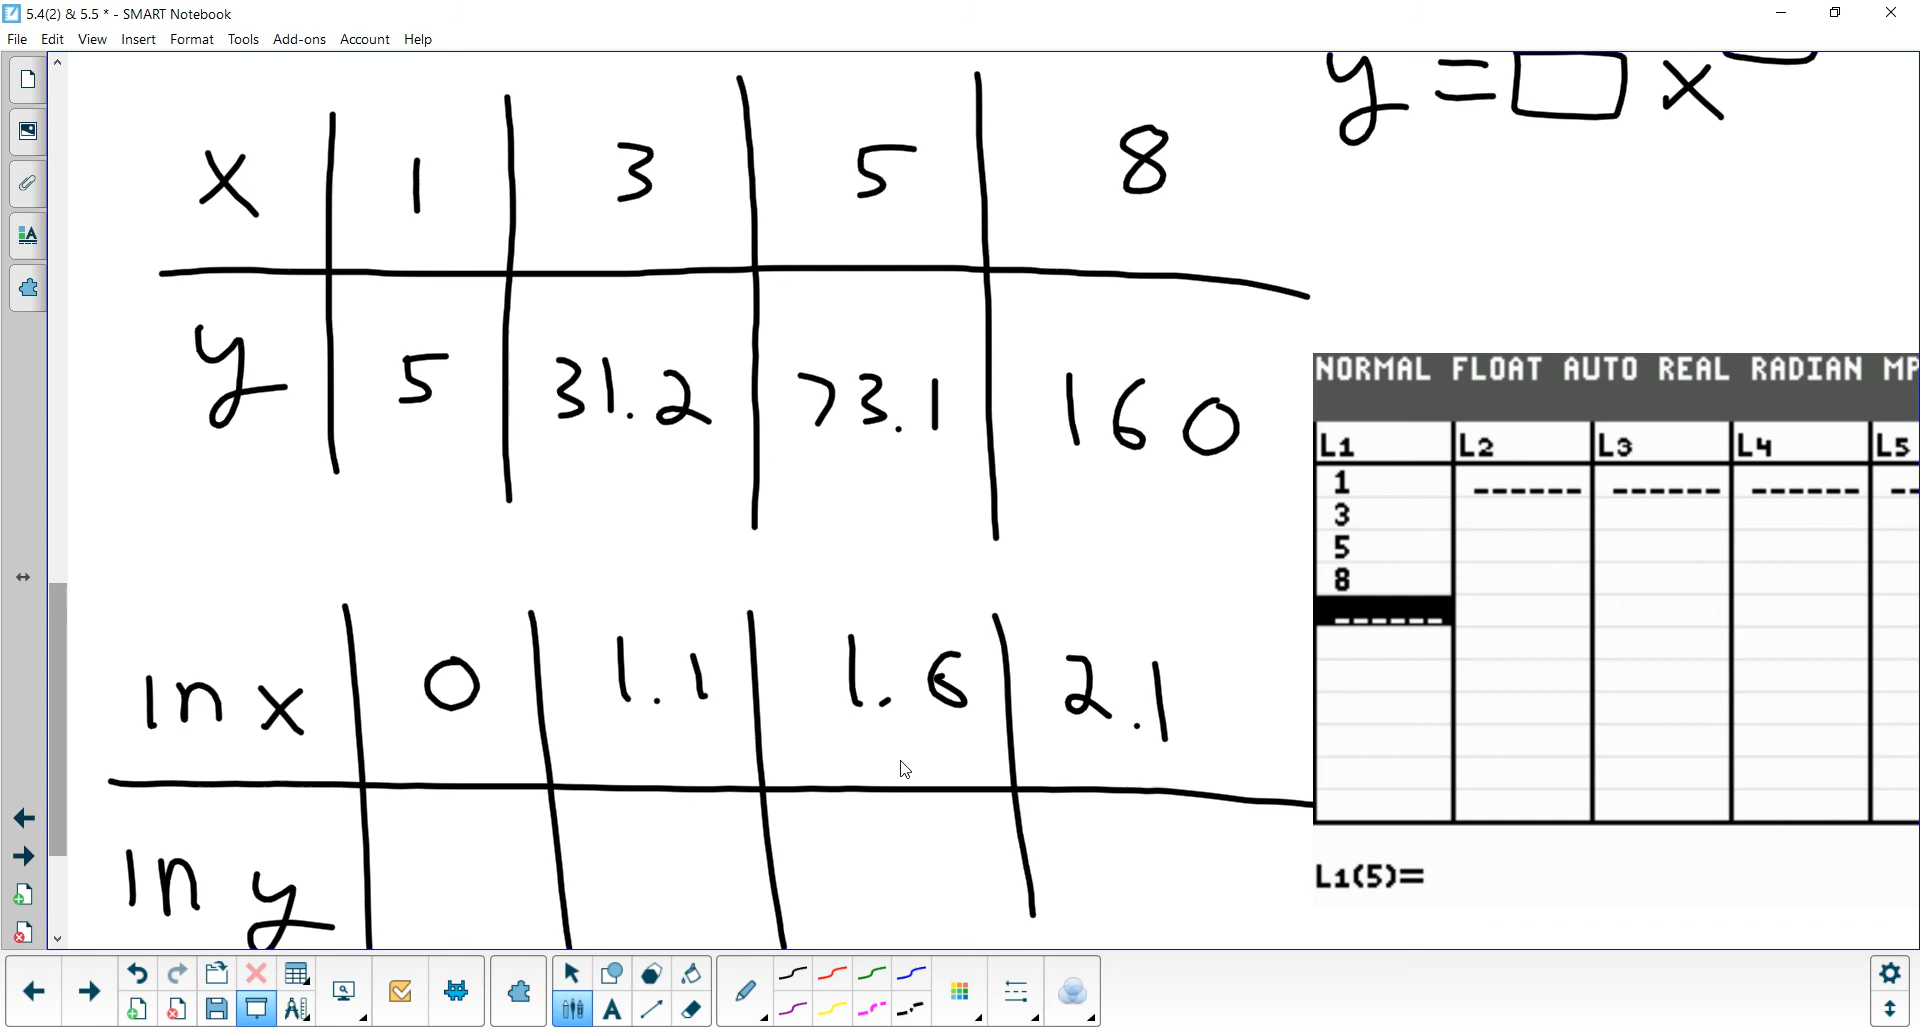 5.4(2) & 5.5 * - SMART Notebook
File Edit View Insert Format Tools Add-ons Account Help
y = x
x 1 3 5 8
y 5 31.2 73.1 160
NORMAL FLOAT AUTO REAL RADIAN MP
L1 L2 L3 L4 L5
1 ------ ------ ------ --
3
5
8
------
ln x 0 1.1 1.6 2.1
ln y
L1(5)=
A